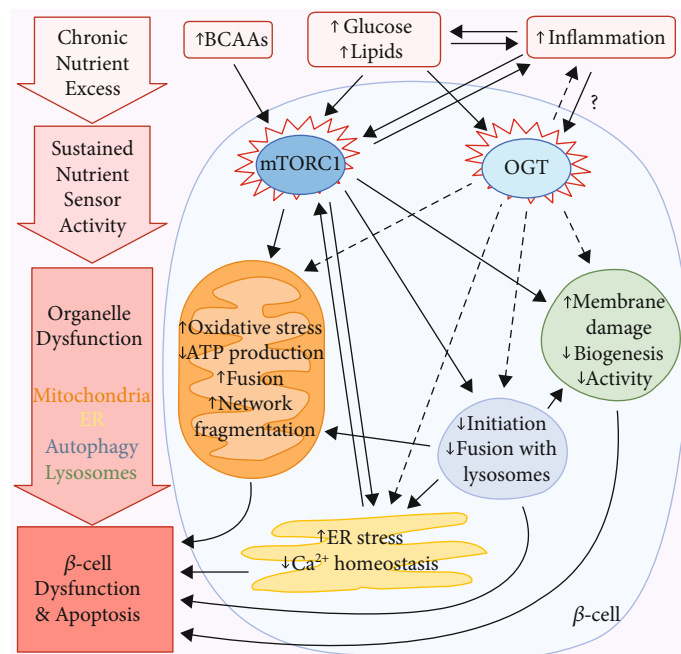 Chronic
Nutrient
Excess
↑BCAAs
↑ Glucose
↑ Lipids
↑ Inflammation
?
Sustained
Nutrient
Sensor
Activity
mTORC1
OGT
Organelle
Dysfunction
Mitochondria
ER
Autophagy
Lysosomes
↑Oxidative stress
↓ATP production
↑Fusion
↑Network
fragmentation
↑Membrane
damage
↓Biogenesis
↓Activity
↓Initiation
↓Fusion with
lysosomes
↑ER stress
↓Ca²⁺ homeostasis
β-cell
Dysfunction
& Apoptosis
β-cell